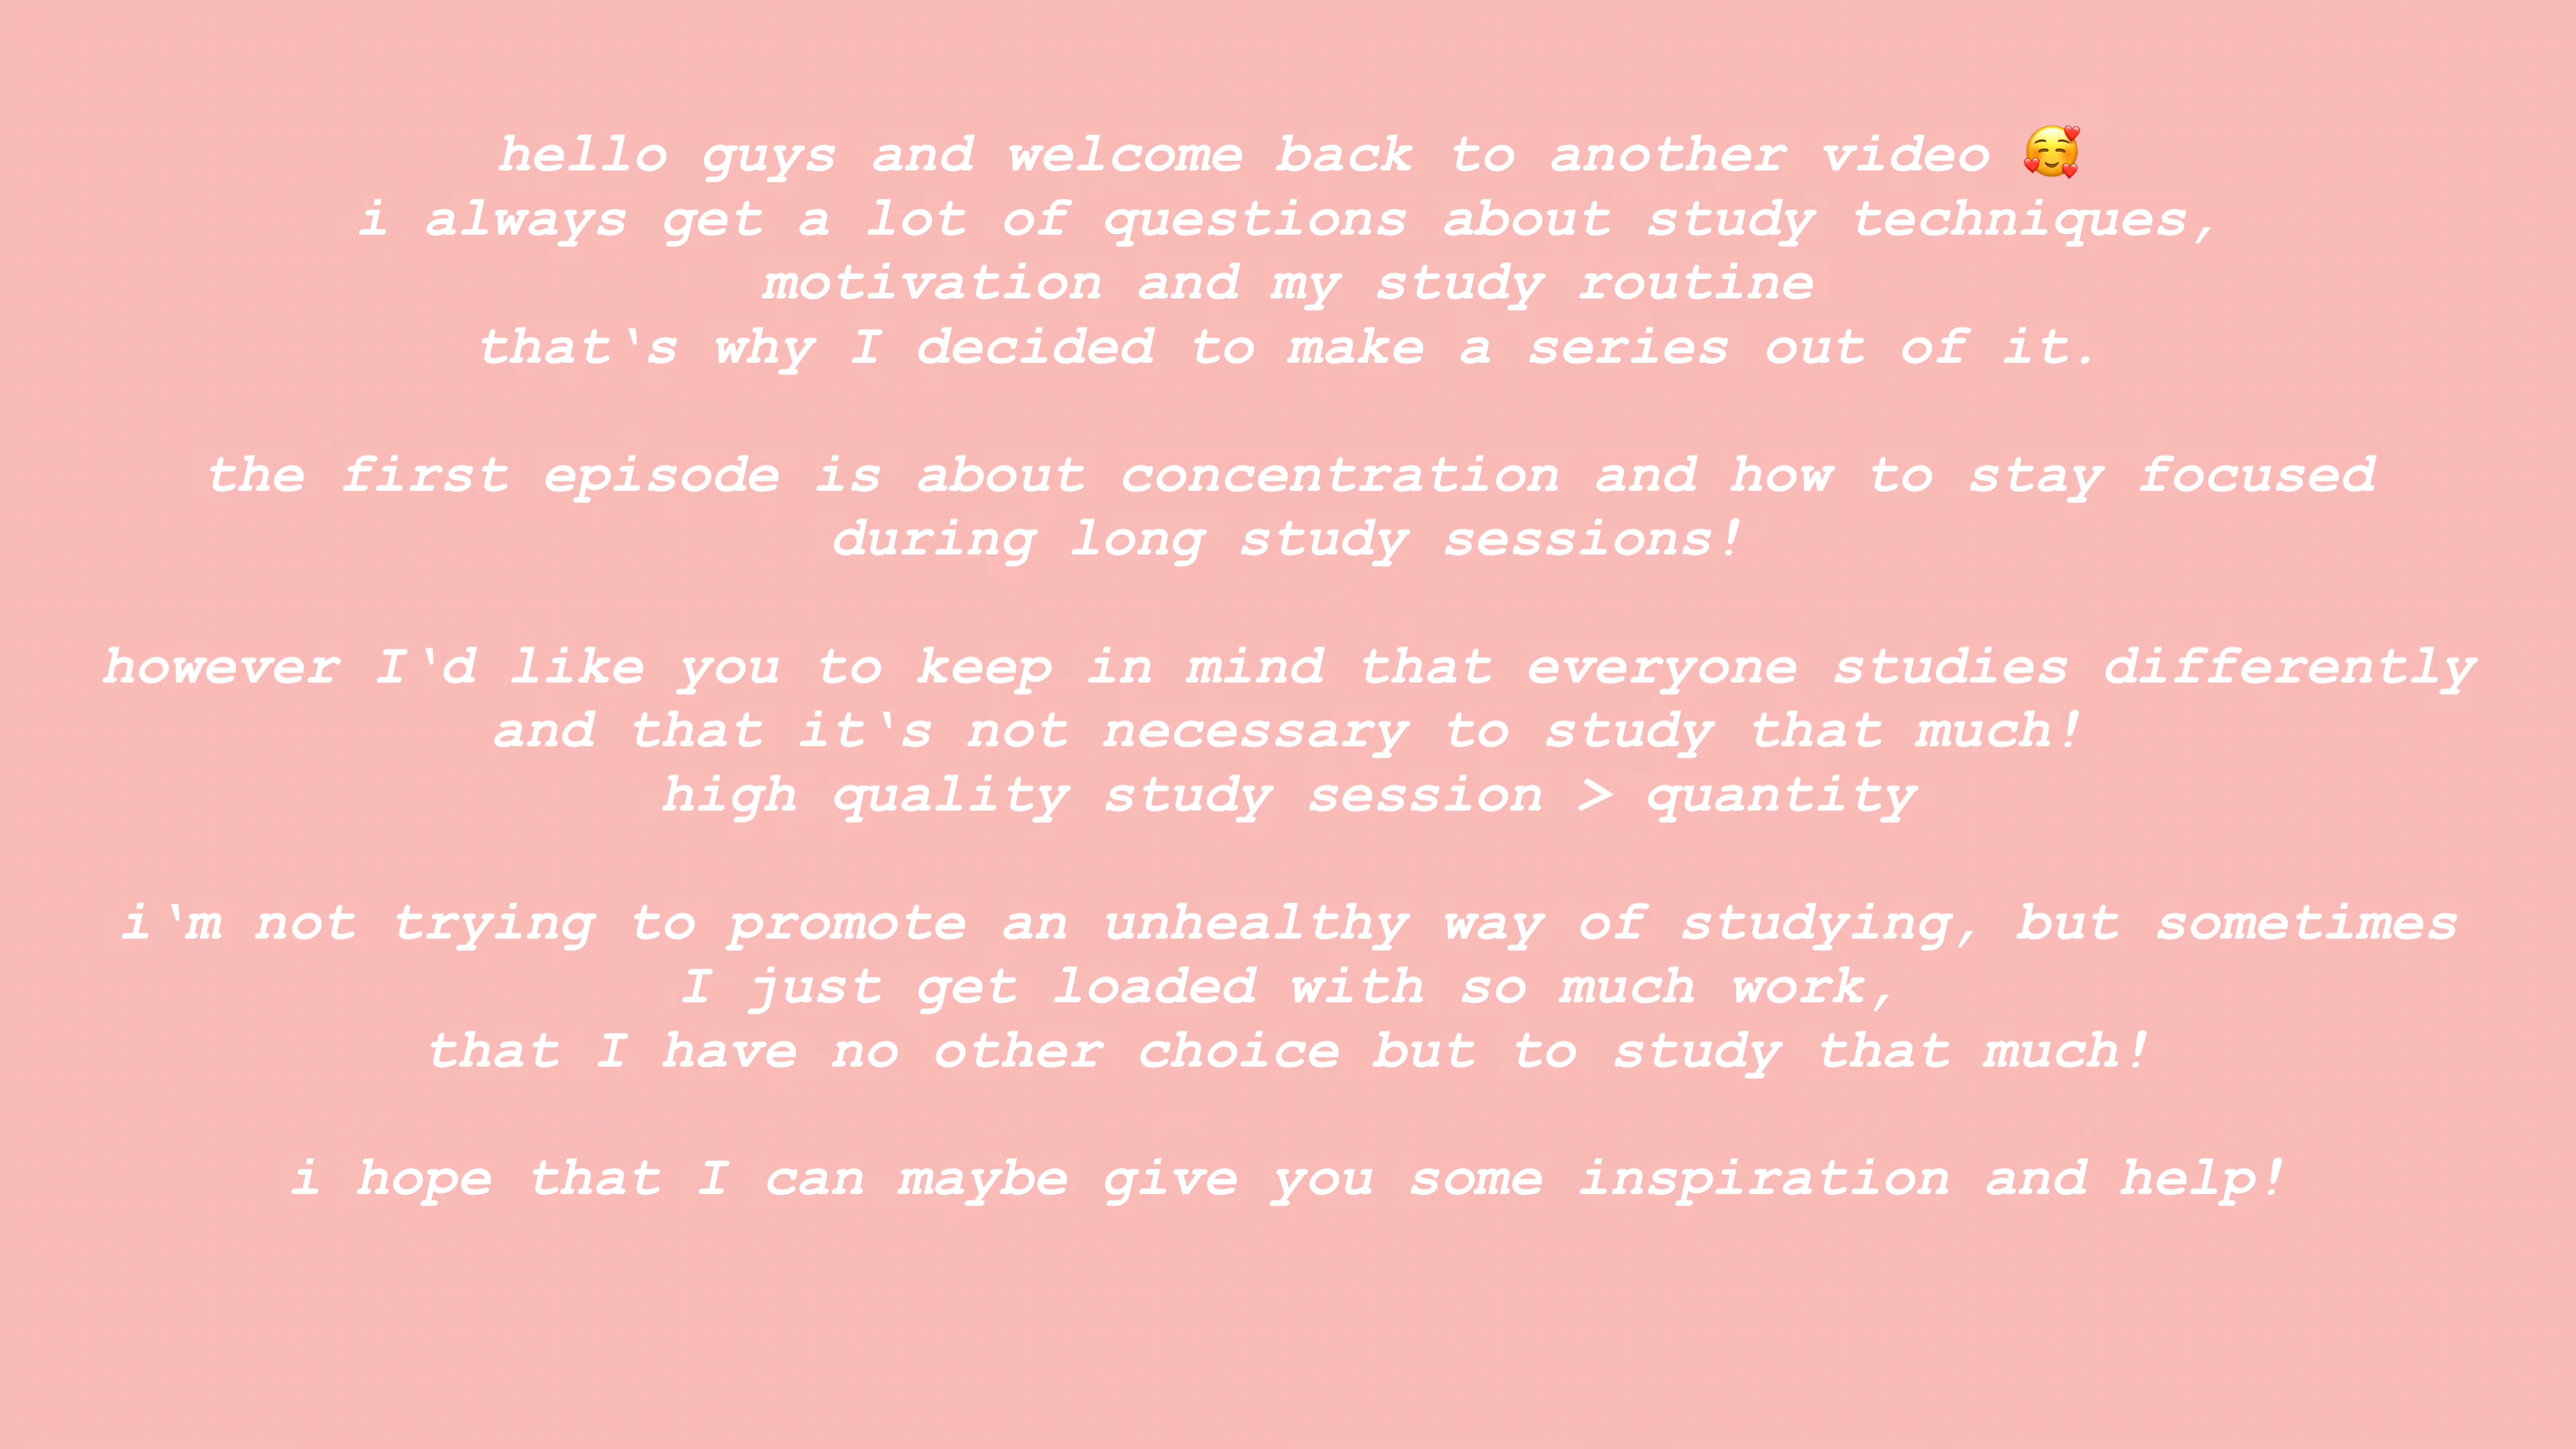 hello guys and welcome back to another video 🥰
i always get a lot of questions about study techniques,
motivation and my study routine
that‛s why I decided to make a series out of it.
the first episode is about concentration and how to stay focused
during long study sessions!
however I‛d like you to keep in mind that everyone studies differently
and that it‛s not necessary to study that much!
high quality study session > quantity
i‛m not trying to promote an unhealthy way of studying, but sometimes
I just get loaded with so much work,
that I have no other choice but to study that much!
i hope that I can maybe give you some inspiration and help!